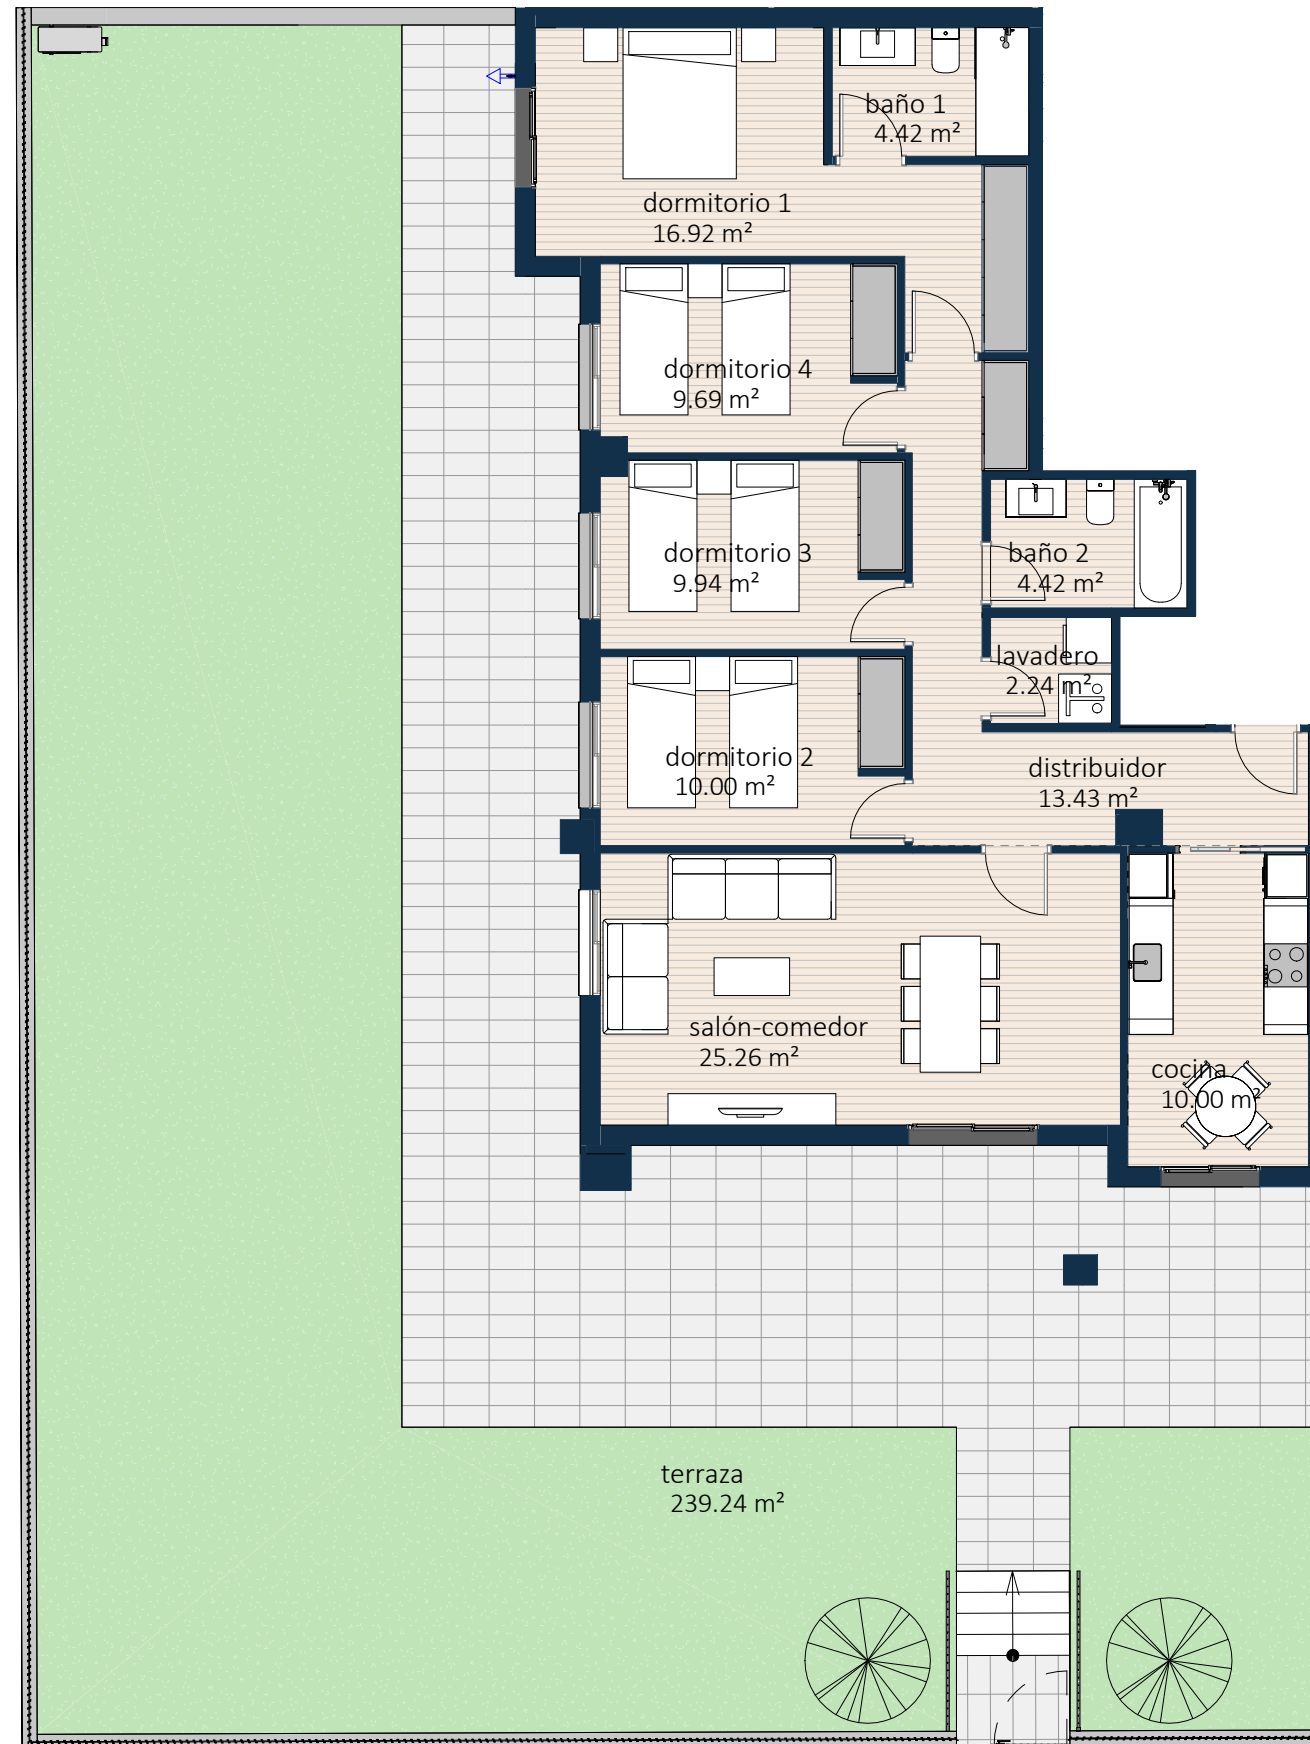 baño 1
4.42 m²
dormitorio 1
16.92 m²
dormitorio 4
9.69 m²
dormitorio 3
9.94 m²
baño 2
4.42 m²
lavadero
2.24 m²
dormitorio 2
10.00 m²
distribuidor
13.43 m²
salón-comedor
25.26 m²
cocina
10.00 m²
terraza
239.24 m²